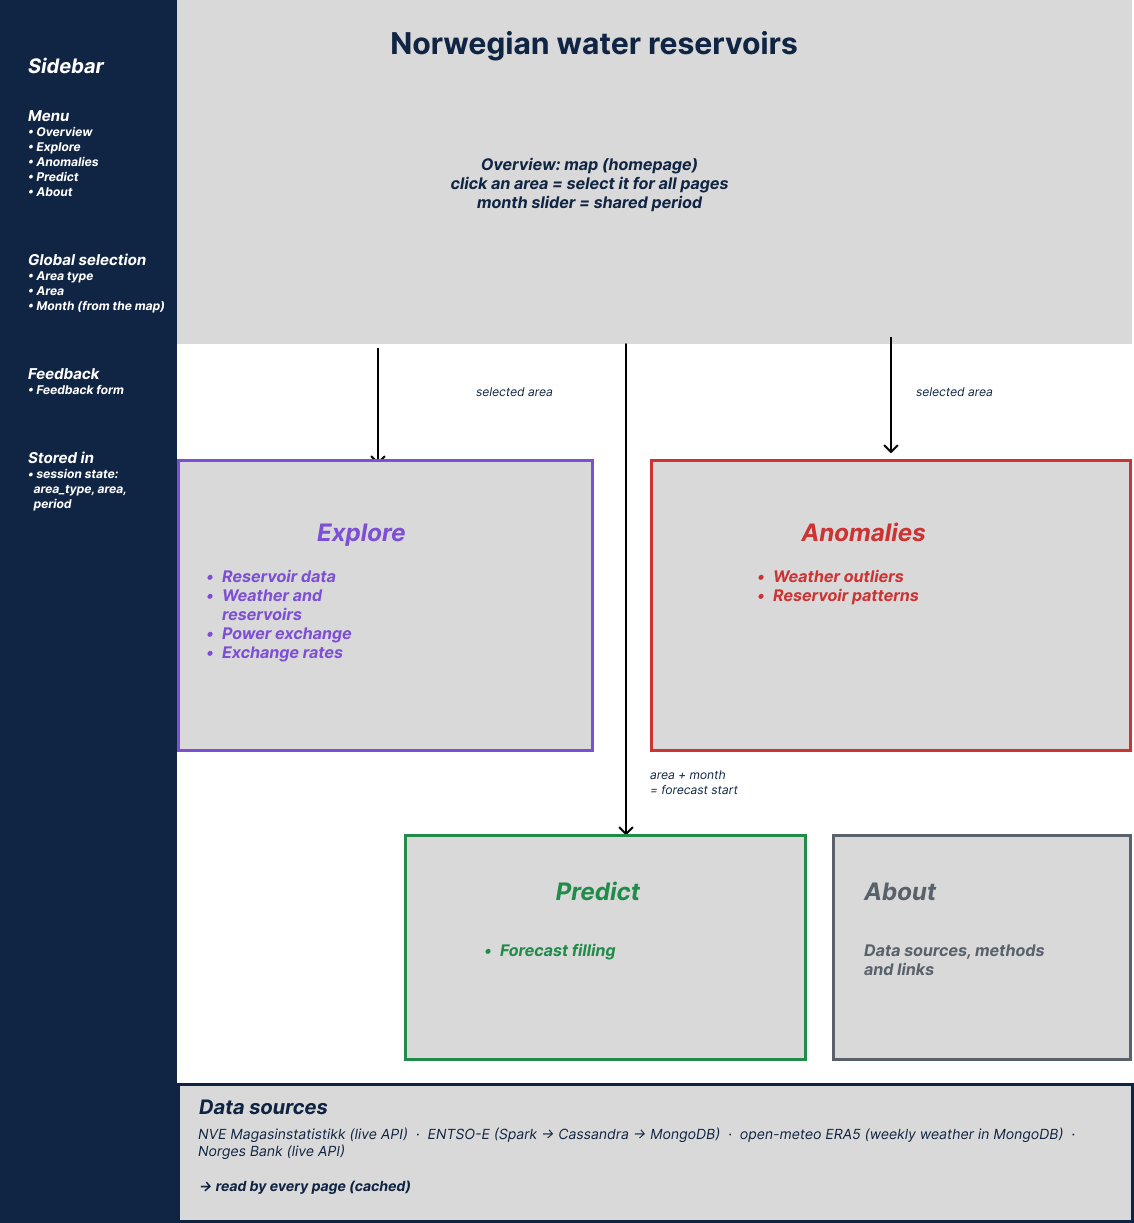 Sidebar
Menu
• Overview
• Explore
• Anomalies
• Predict
• About
Global selection
• Area type
• Area
• Month (from the map)
Feedback
• Feedback form
Stored in
• session state:
area_type, area,
period
Norwegian water reservoirs
Overview: map (homepage)
click an area = select it for all pages
month slider = shared period
selected area
selected area
Explore
• Reservoir data
• Weather and
reservoirs
• Power exchange
• Exchange rates
Anomalies
• Weather outliers
• Reservoir patterns
area + month
= forecast start
Predict
• Forecast filling
About
Data sources, methods
and links
Data sources
NVE Magasinstatistikk (live API) · ENTSO-E (Spark → Cassandra → MongoDB) · open-meteo ERA5 (weekly weather in MongoDB) ·
Norges Bank (live API)
→ read by every page (cached)